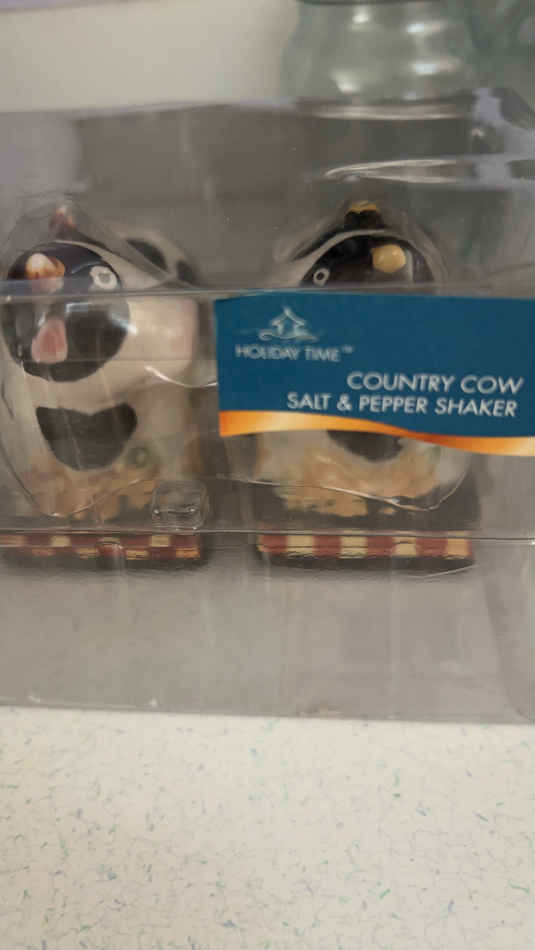 HOLIDAY TIME™
COUNTRY COW
SALT & PEPPER SHAKER